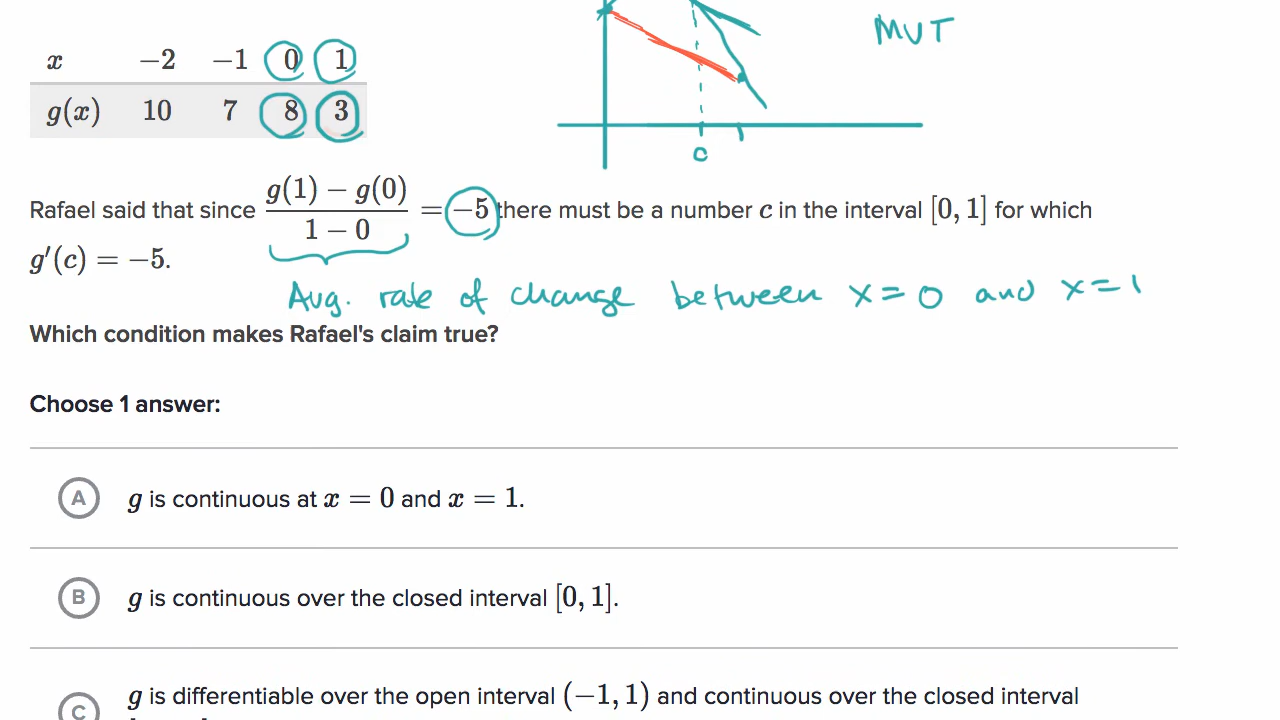 MVT
x −2 −1 0 1
g(x) 10 7 8 3
c
Rafael said that since g(1) − g(0) / 1 − 0 = −5 there must be a number c in the interval [0, 1] for which
g′(c) = −5.
Avg. rate of change between x=0 and x=1
Which condition makes Rafael's claim true?
Choose 1 answer:
A g is continuous at x = 0 and x = 1.
B g is continuous over the closed interval [0, 1].
C g is differentiable over the open interval (−1, 1) and continuous over the closed interval